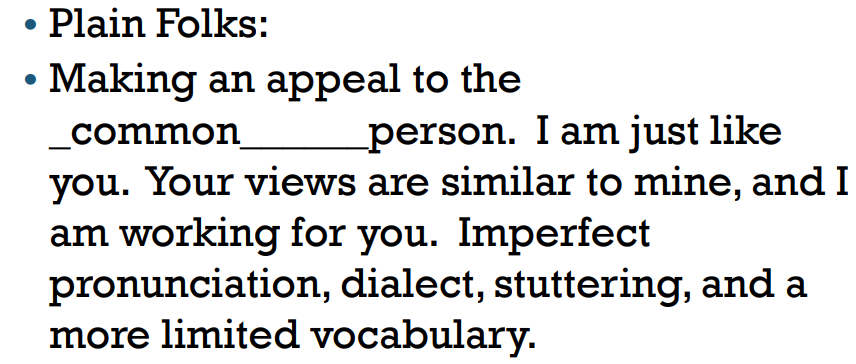 • Plain Folks:
• Making an appeal to the
_common______person.  I am just like
you.  Your views are similar to mine, and I
am working for you.  Imperfect
pronunciation, dialect, stuttering, and a
more limited vocabulary.